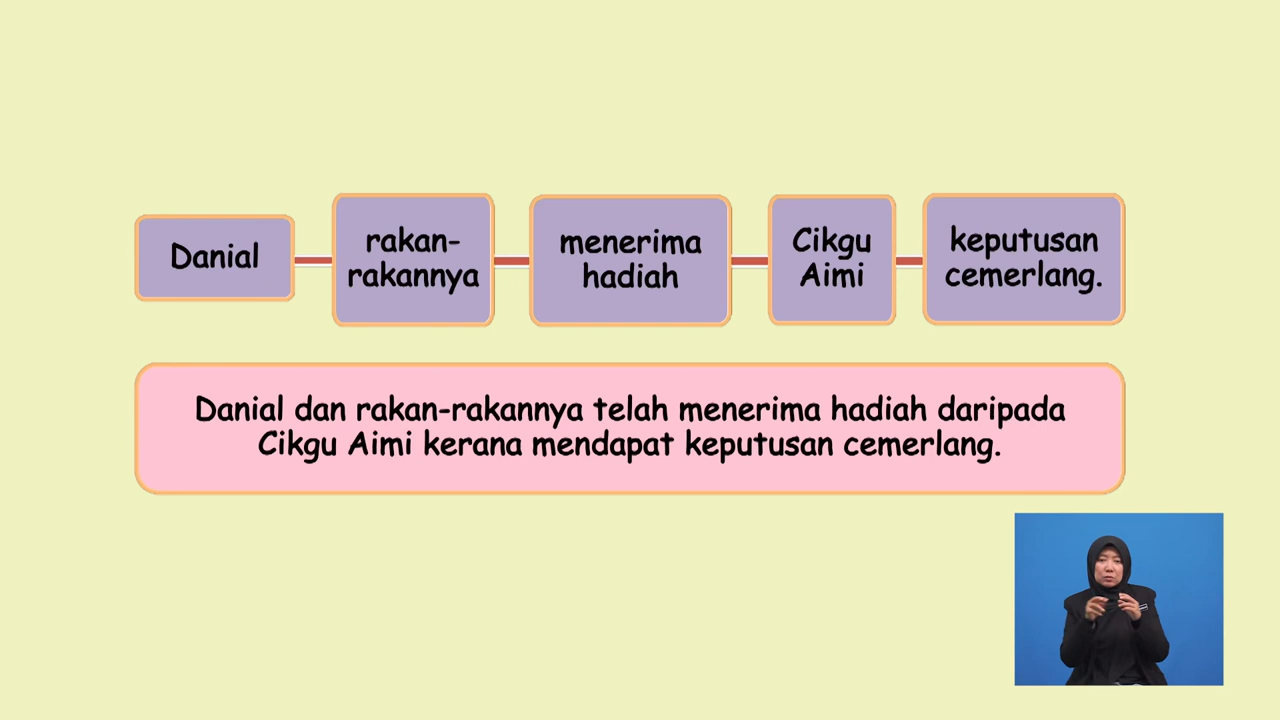 Danial
rakan-
rakannya
menerima
hadiah
Cikgu
Aimi
keputusan
cemerlang.
Danial dan rakan-rakannya telah menerima hadiah daripada
Cikgu Aimi kerana mendapat keputusan cemerlang.